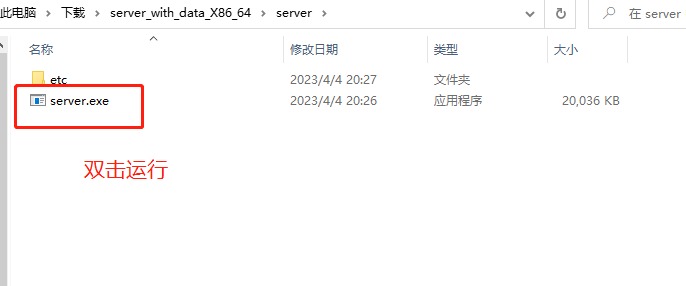 此电脑 > 下载 > server_with_data_X86_64 > server >
在 server
名称 修改日期 类型 大小
etc 2023/4/4 20:27 文件夹
server.exe 2023/4/4 20:26 应用程序 20,036 KB
双击运行